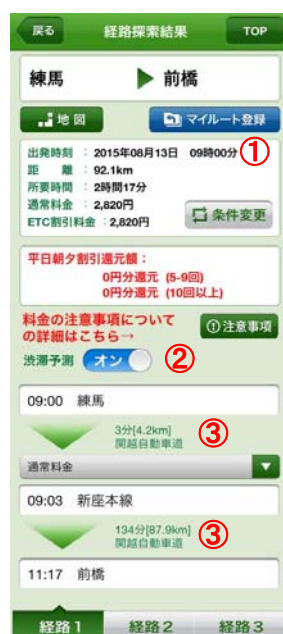 戻る 経路探索結果 TOP
練馬 ▶ 前橋
地図 マイルート登録
出発時刻 : 2015年08月13日 09時00分 ①
距 離 : 92.1km
所要時間 : 2時間17分
通常料金 : 2,820円
ETC割引料金 : 2,820円 条件変更
平日朝夕割引還元額：
0円分還元 (5-9回)
0円分還元 (10回以上)
料金の注意事項について
の詳細はこちら→ 注意事項
渋滞予測 オン ②
09:00 練馬
3分[4.2km] ③
関越自動車道
通常料金
09:03 新座本線
134分[87.9km] ③
関越自動車道
11:17 前橋
経路1 経路2 経路3